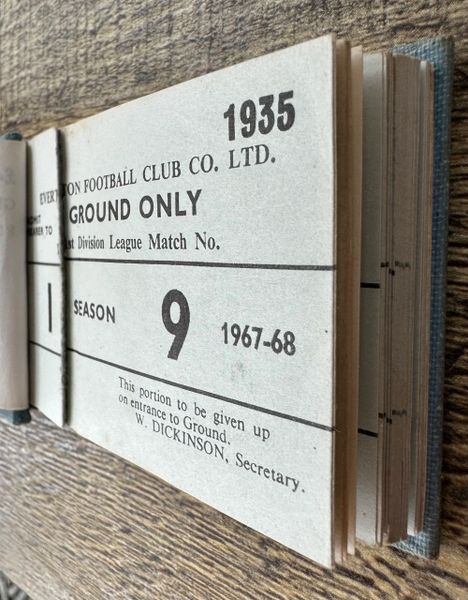 1935
EVERTON FOOTBALL CLUB CO. LTD.
GROUND ONLY
Division League Match No.
1
SEASON 9 1967-68
This portion to be given up
on entrance to Ground.
W. DICKINSON, Secretary.